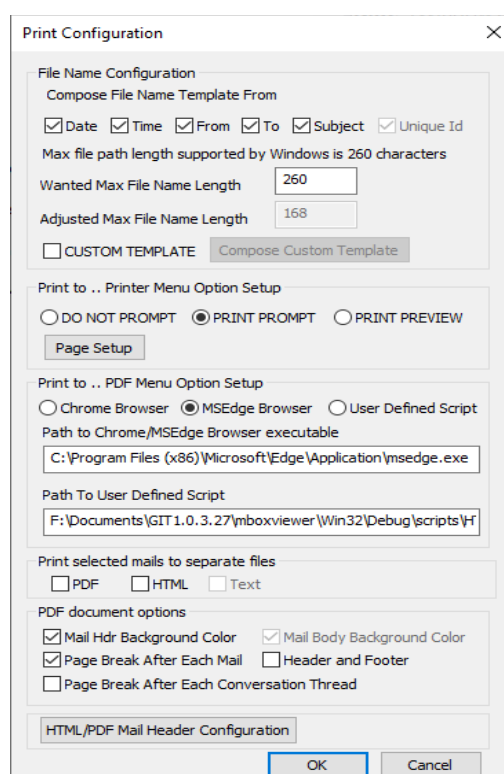 Print Configuration
File Name Configuration
Compose File Name Template From
Date Time From To Subject Unique Id
Max file path length supported by Windows is 260 characters
Wanted Max File Name Length 260
Adjusted Max File Name Length 168
CUSTOM TEMPLATE Compose Custom Template
Print to .. Printer Menu Option Setup
DO NOT PROMPT PRINT PROMPT PRINT PREVIEW
Page Setup
Print to .. PDF Menu Option Setup
Chrome Browser MSEdge Browser User Defined Script
Path to Chrome/MSEdge Browser executable
C:\Program Files (x86)\Microsoft\Edge\Application\msedge.exe
Path To User Defined Script
F:\Documents\GIT1.0.3.27\mboxviewer\Win32\Debug\scripts\H
Print selected mails to separate files
PDF HTML Text
PDF document options
Mail Hdr Background Color Mail Body Background Color
Page Break After Each Mail Header and Footer
Page Break After Each Conversation Thread
HTML/PDF Mail Header Configuration
OK Cancel